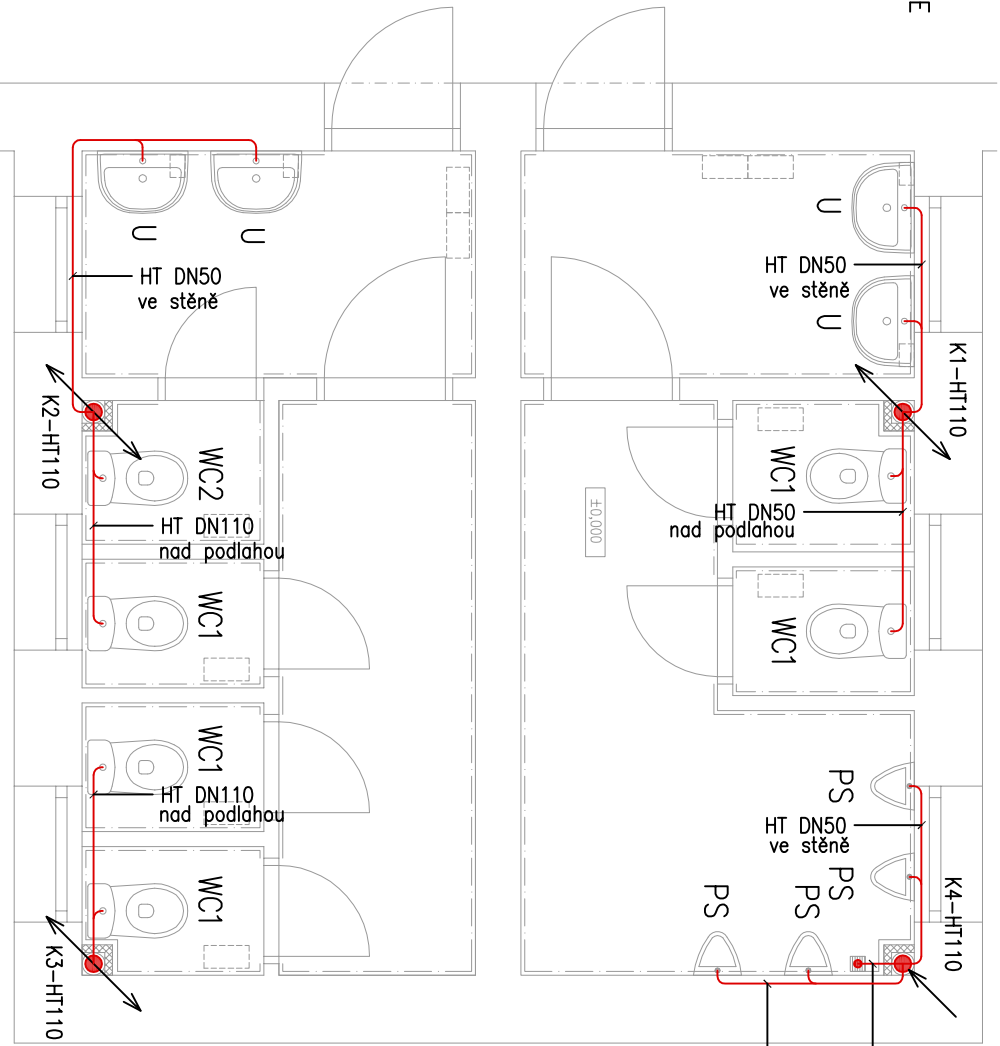 E
U
U
U
U
HT DN50
ve stěně
HT DN50
ve stěně
K1-HT110
K2-HT110
WC2
WC1
HT DN110
nad podlahou
HT DN50
nad podlahou
±0,000
WC1
WC1
WC1
HT DN110
nad podlahou
PS
HT DN50
ve stěně
PS
WC1
PS
PS
K4-HT110
K3-HT110